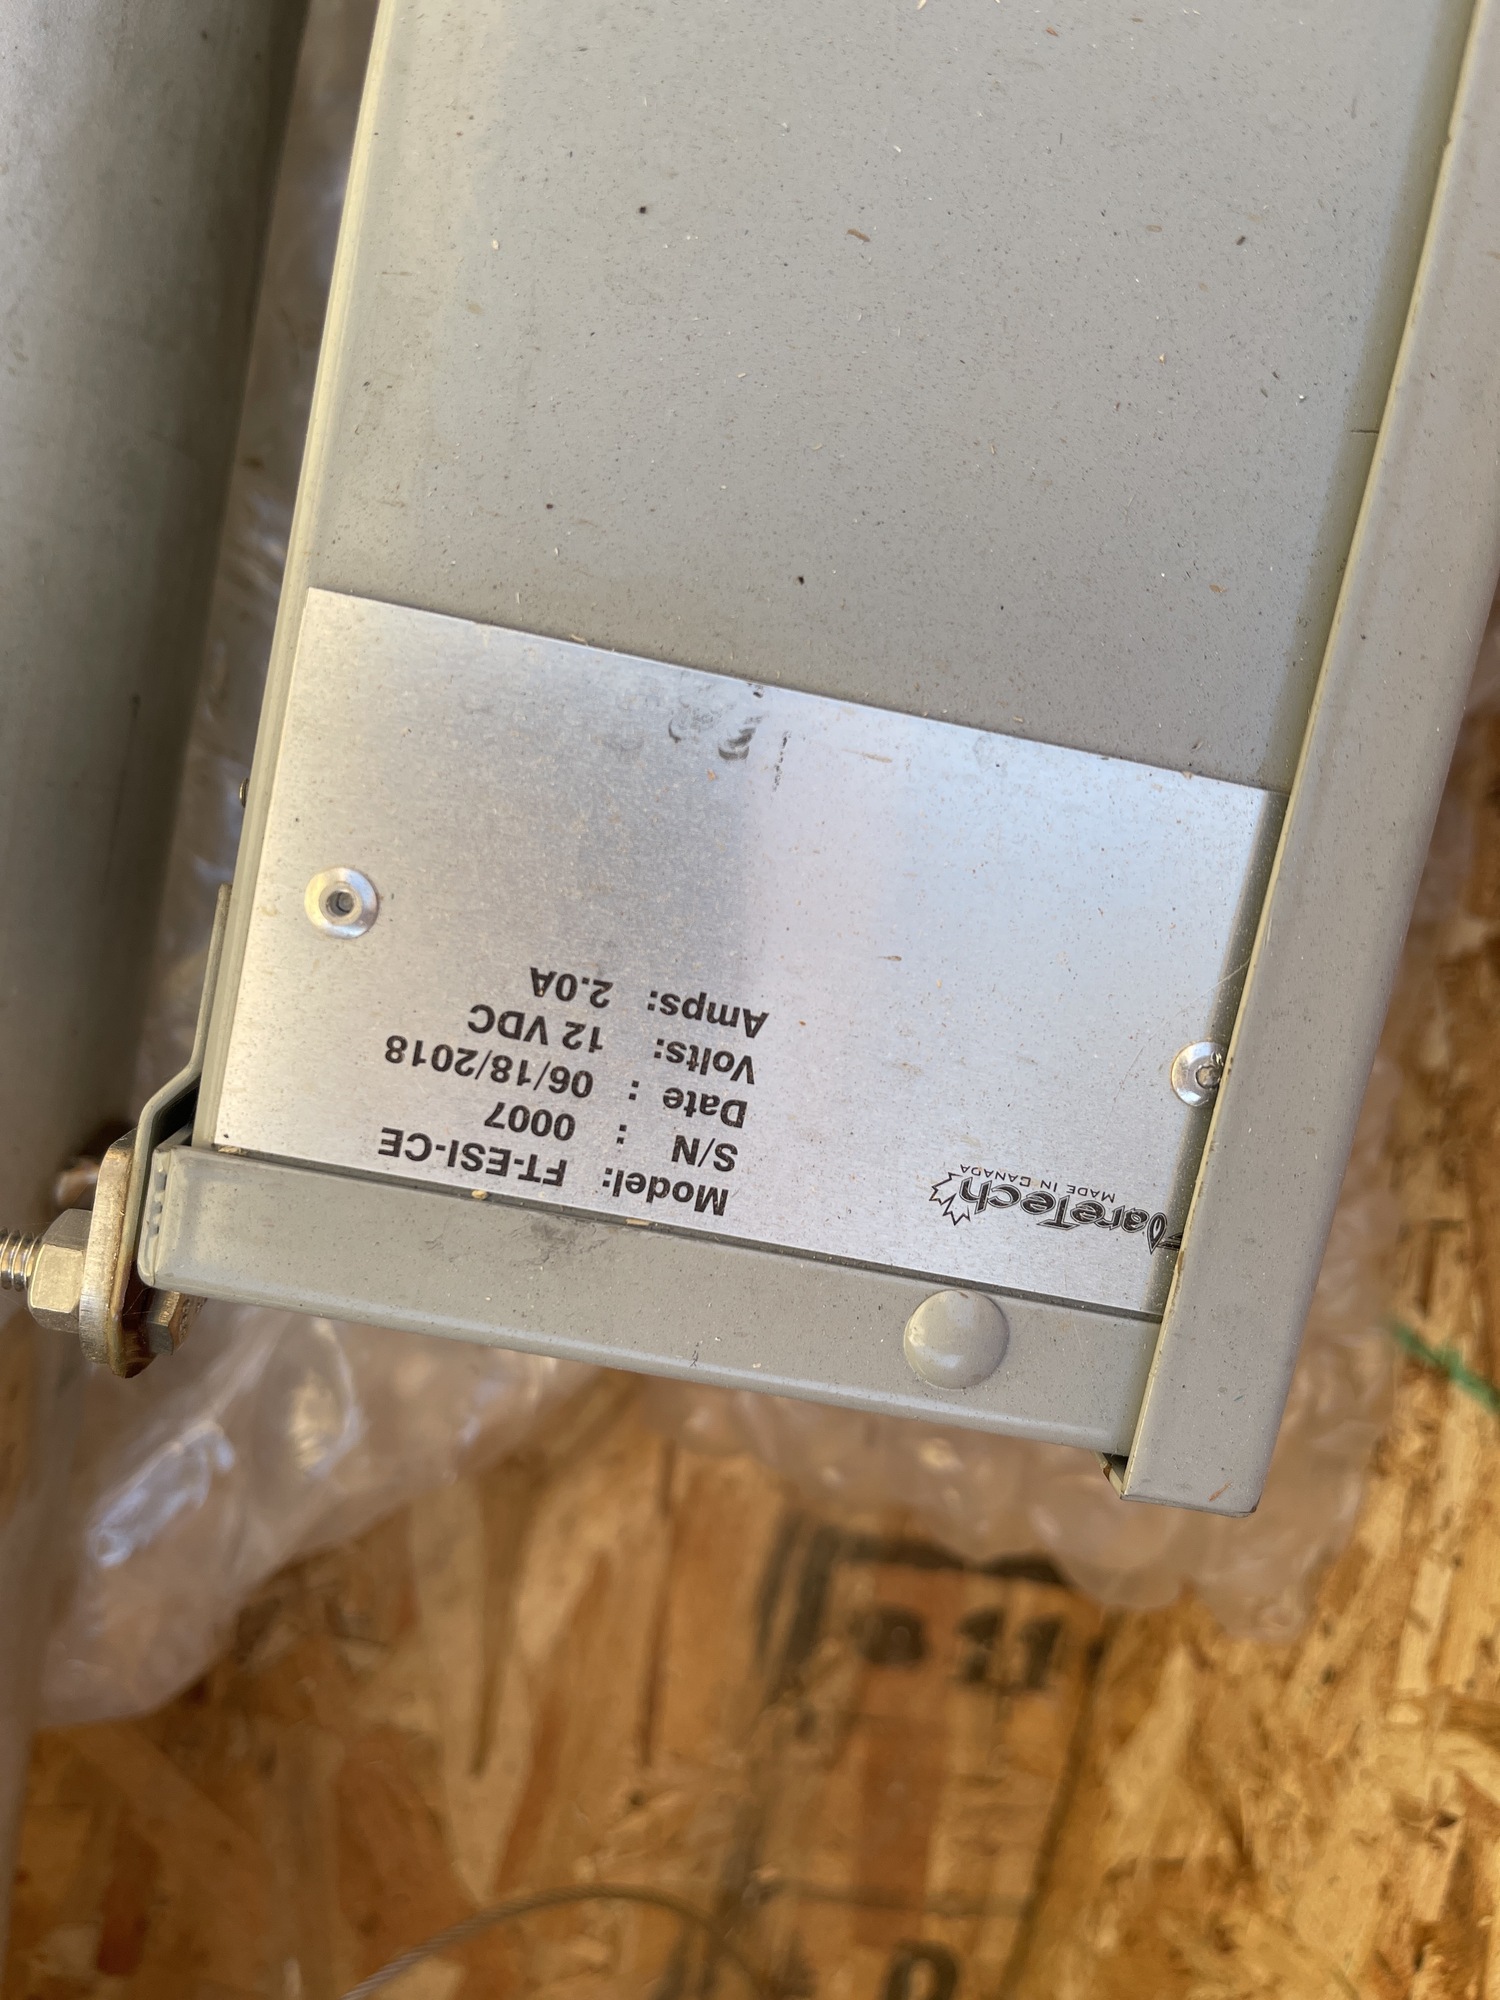 FlareTech
MADE IN CANADA
Model: FT-ESI-CE
S/N : 0007
Date : 06/18/2018
Volts: 12 VDC
Amps: 2.0A